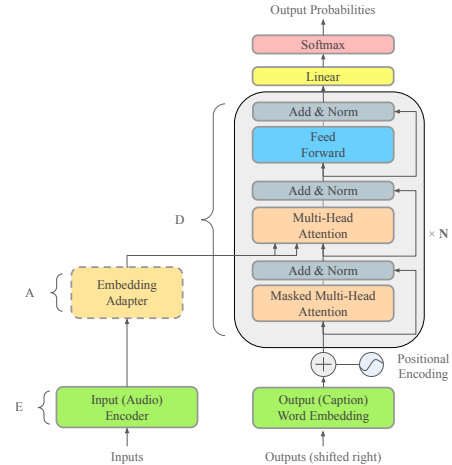 Output Probabilities
Softmax
Linear
Add & Norm
Feed
Forward
Add & Norm
D
Multi-Head
Attention
× N
Add & Norm
A
Embedding
Adapter
Masked Multi-Head
Attention
Positional
Encoding
E
Input (Audio)
Encoder
Output (Caption)
Word Embedding
Inputs
Outputs (shifted right)